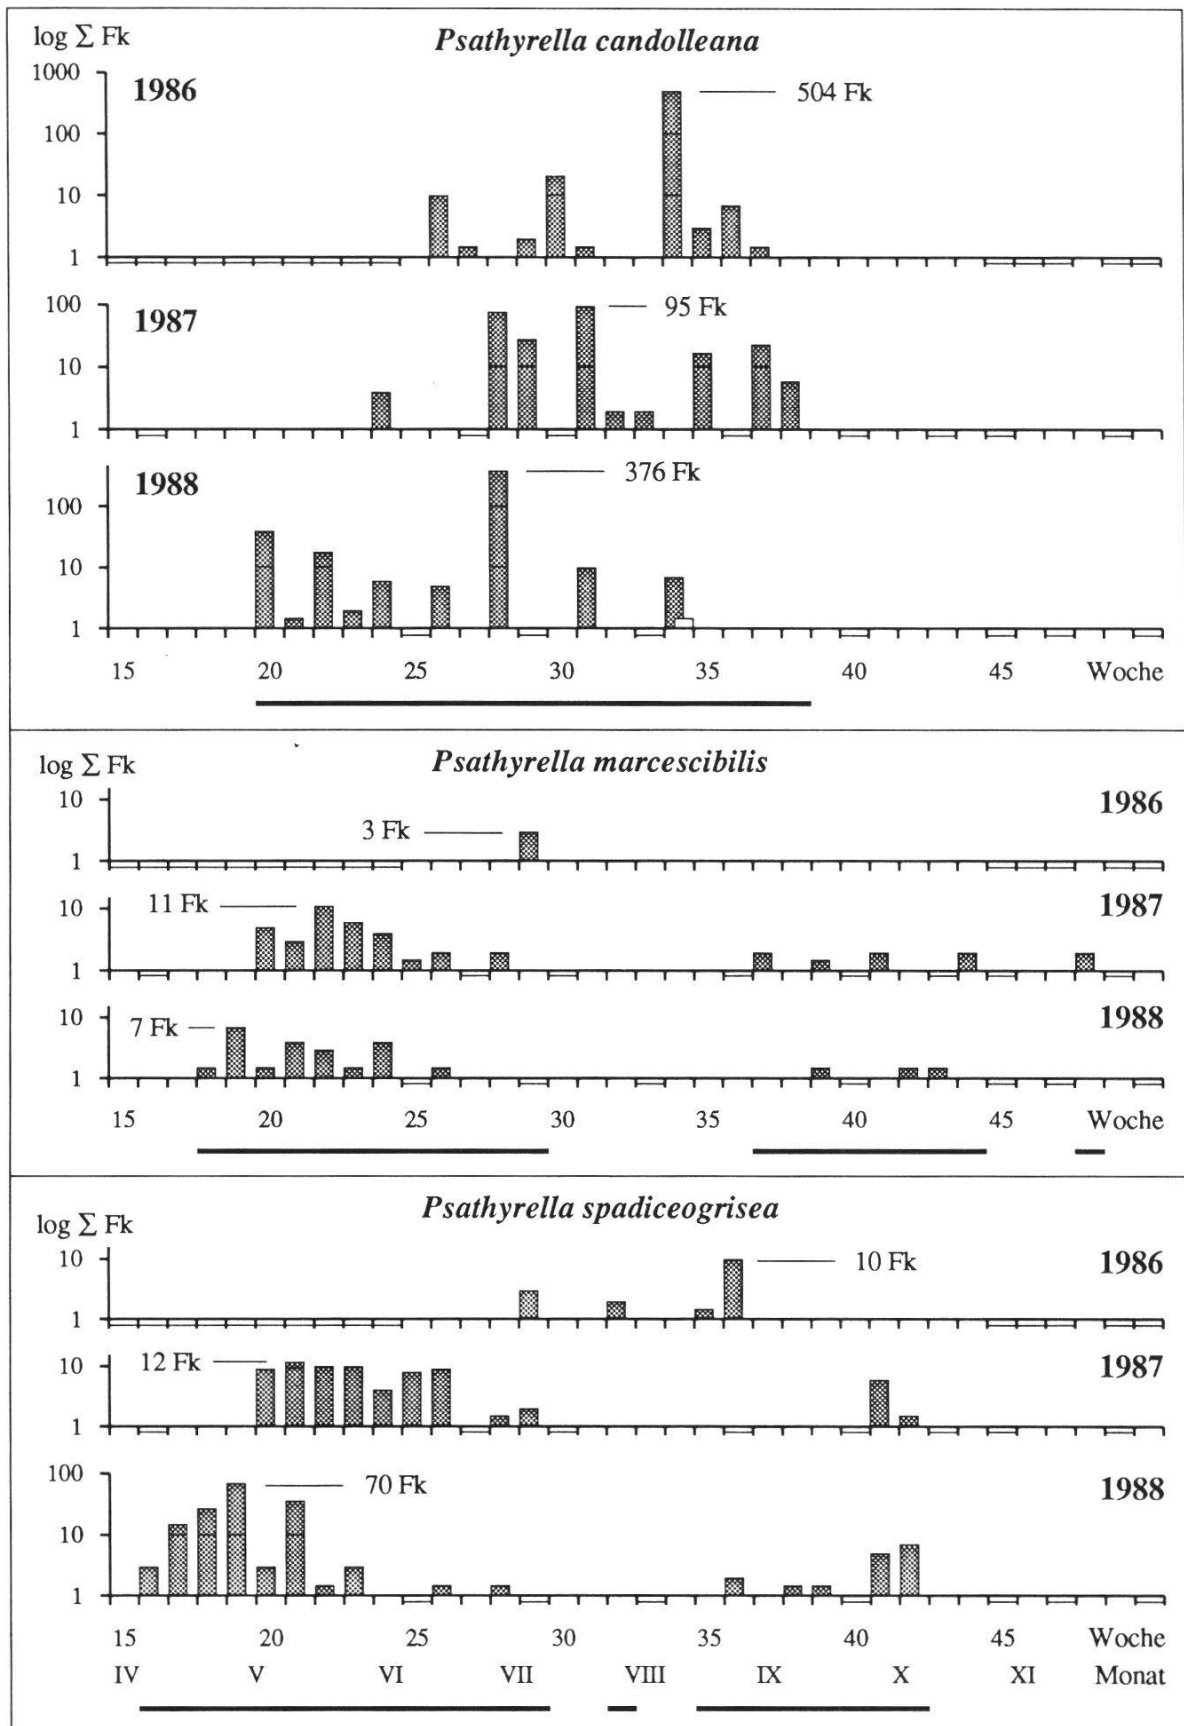 log Σ Fk
Psathyrella candolleana
1000
1986
504 Fk
100
10
1
100
1987
95 Fk
10
1
1988
376 Fk
100
10
1
15 20 25 30 35 40 45 Woche
log Σ Fk
Psathyrella marcescibilis
10
1986
3 Fk
1
10
11 Fk
1987
1
10
7 Fk
1988
1
15 20 25 30 35 40 45 Woche
log Σ Fk
Psathyrella spadiceogrisea
10
10 Fk
1986
1
10
12 Fk
1987
1
100
70 Fk
1988
10
1
15 20 25 30 35 40 45 Woche
IV V VI VII VIII IX X XI Monat